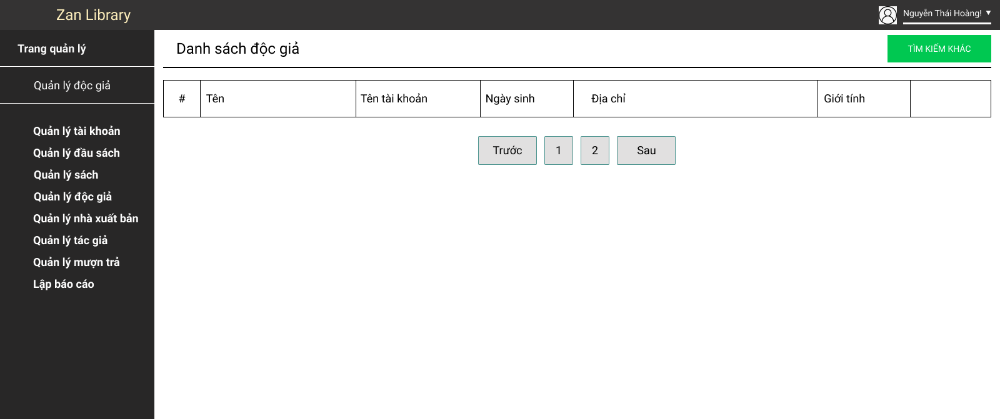 Zan Library
Nguyễn Thái Hoàng! ▼
Trang quản lý
Quản lý độc giả
Quản lý tài khoản
Quản lý đầu sách
Quản lý sách
Quản lý độc giả
Quản lý nhà xuất bản
Quản lý tác giả
Quản lý mượn trả
Lập báo cáo
Danh sách độc giả
TÌM KIẾM KHÁC
# Tên Tên tài khoản Ngày sinh Địa chỉ Giới tính
Trước 1 2 Sau